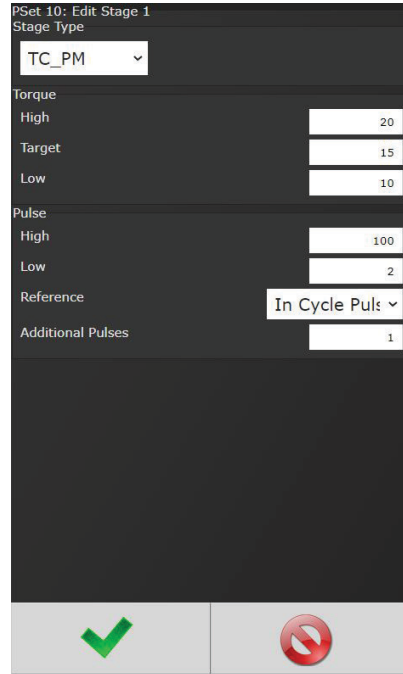 PSet 10: Edit Stage 1
Stage Type
TC_PM
Torque
High 20
Target 15
Low 10
Pulse
High 100
Low 2
Reference In Cycle Puls
Additional Pulses 1